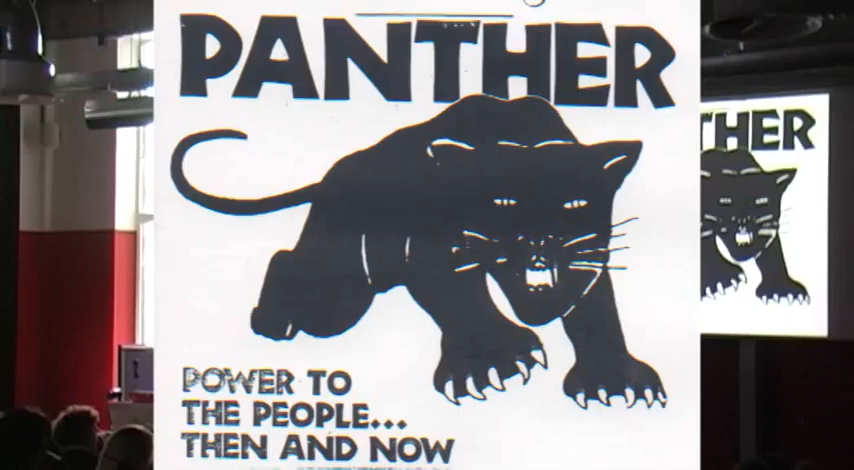 PANTHER
POWER TO
THE PEOPLE...
THEN AND NOW
THER